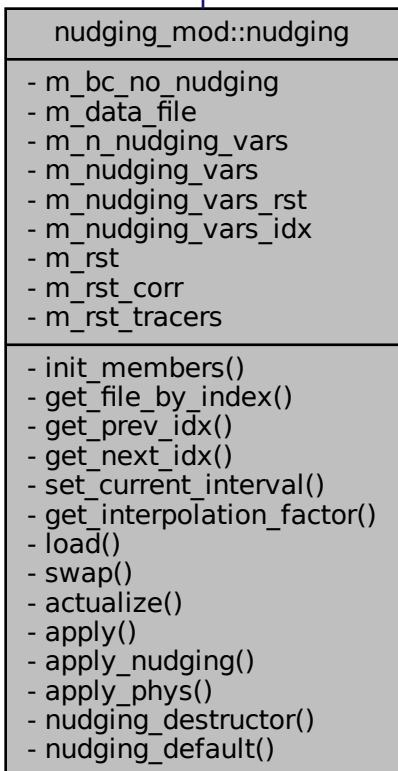 nudging_mod::nudging
- m_bc_no_nudging
- m_data_file
- m_n_nudging_vars
- m_nudging_vars
- m_nudging_vars_rst
- m_nudging_vars_idx
- m_rst
- m_rst_corr
- m_rst_tracers
- init_members()
- get_file_by_index()
- get_prev_idx()
- get_next_idx()
- set_current_interval()
- get_interpolation_factor()
- load()
- swap()
- actualize()
- apply()
- apply_nudging()
- apply_phys()
- nudging_destructor()
- nudging_default()